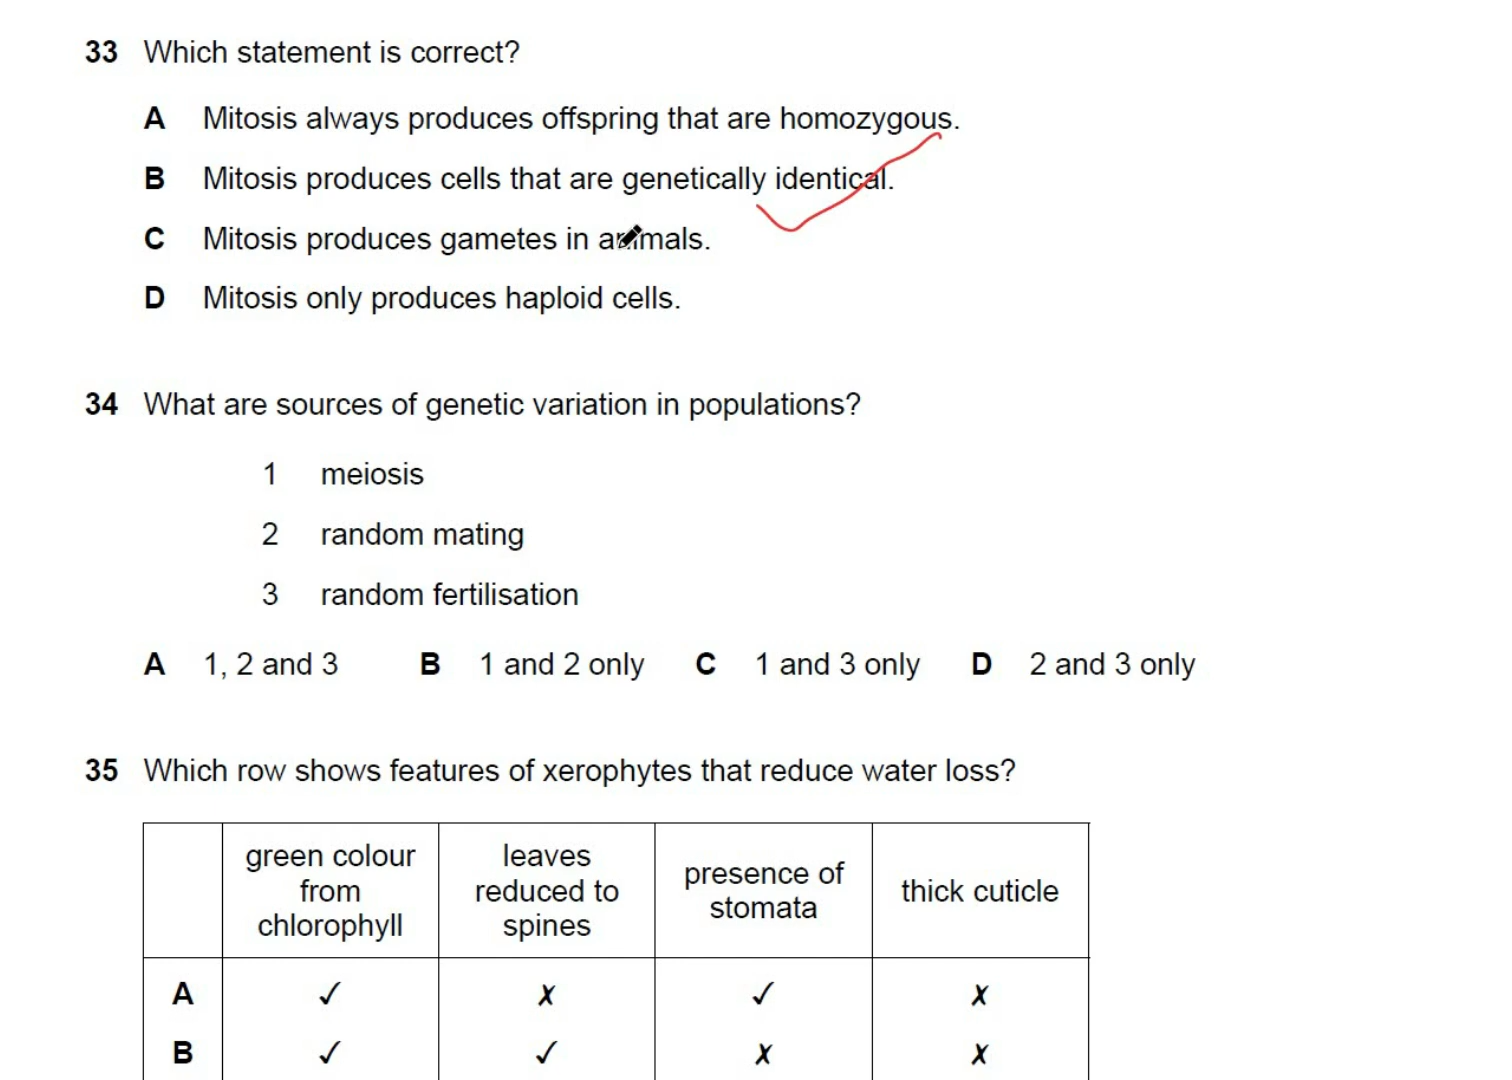 33 Which statement is correct?
A Mitosis always produces offspring that are homozygous.
B Mitosis produces cells that are genetically identical.
C Mitosis produces gametes in animals.
D Mitosis only produces haploid cells.
34 What are sources of genetic variation in populations?
1 meiosis
2 random mating
3 random fertilisation
A 1, 2 and 3 B 1 and 2 only C 1 and 3 only D 2 and 3 only
35 Which row shows features of xerophytes that reduce water loss?
green colour from chlorophyll
leaves reduced to spines
presence of stomata
thick cuticle
A ✓ ✗ ✓ ✗
B ✓ ✓ ✗ ✗